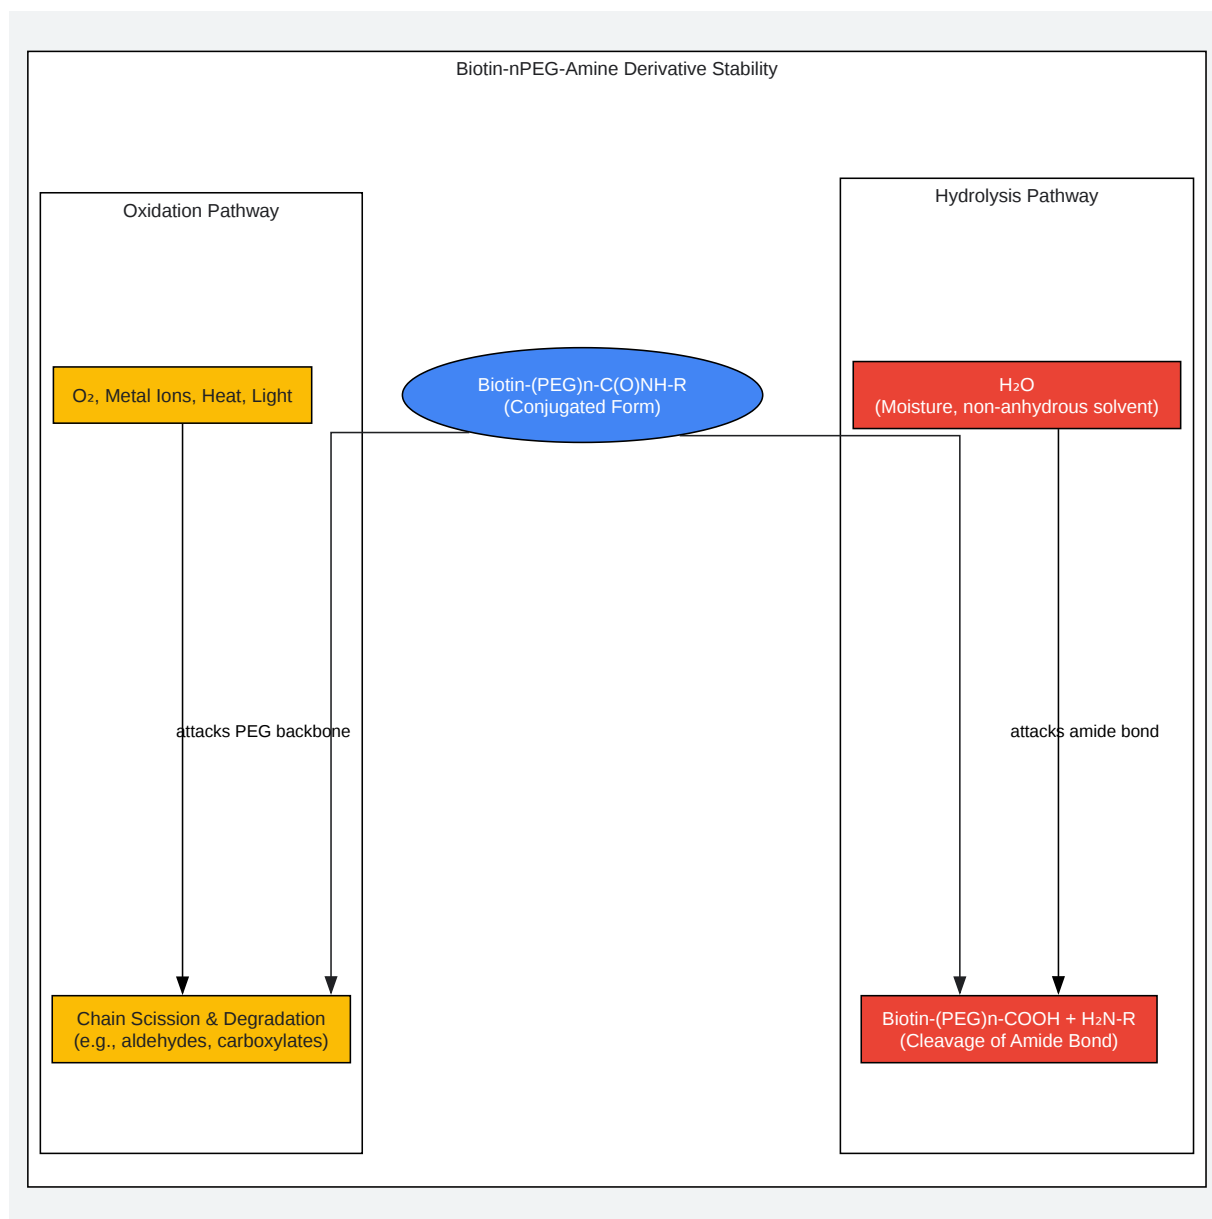 Biotin-nPEG-Amine Derivative Stability
Oxidation Pathway
Hydrolysis Pathway
O₂, Metal Ions, Heat, Light
Biotin-(PEG)n-C(O)NH-R
(Conjugated Form)
H₂O
(Moisture, non-anhydrous solvent)
attacks PEG backbone
attacks amide bond
Chain Scission & Degradation
(e.g., aldehydes, carboxylates)
Biotin-(PEG)n-COOH + H₂N-R
(Cleavage of Amide Bond)